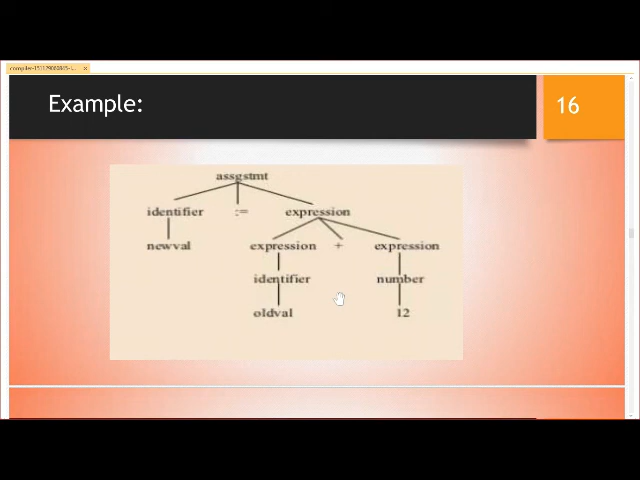 Example:
16
assgstmt
identifier := expression
newval expression + expression
identifier number
oldval 12